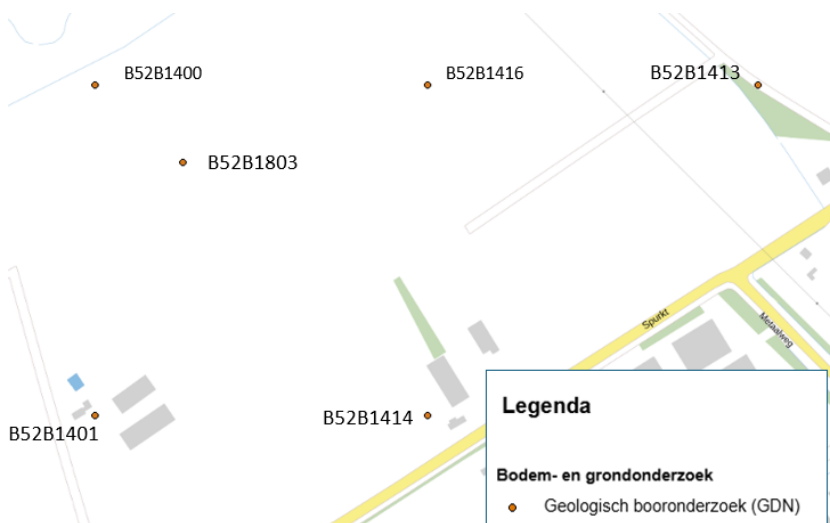 B52B1400
B52B1416
B52B1413
B52B1803
Spurkt
Metaalweg
B52B1401
B52B1414
Legenda
Bodem- en grondonderzoek
Geologisch booronderzoek (GDN)